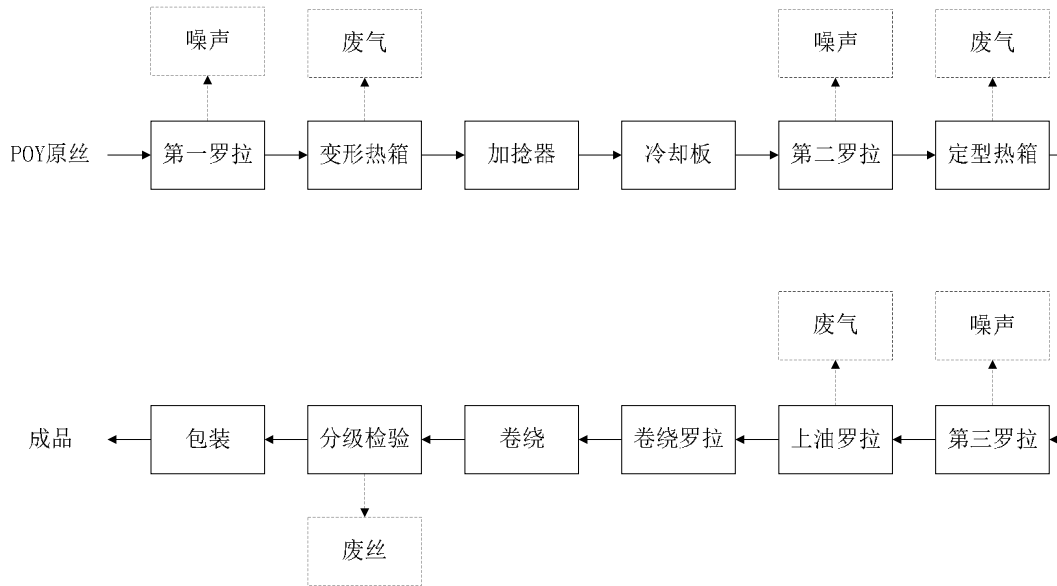 噪声
废气
噪声
废气
POY原丝
第一罗拉
变形热箱
加捻器
冷却板
第二罗拉
定型热箱
废气
噪声
成品
包装
分级检验
卷绕
卷绕罗拉
上油罗拉
第三罗拉
废丝